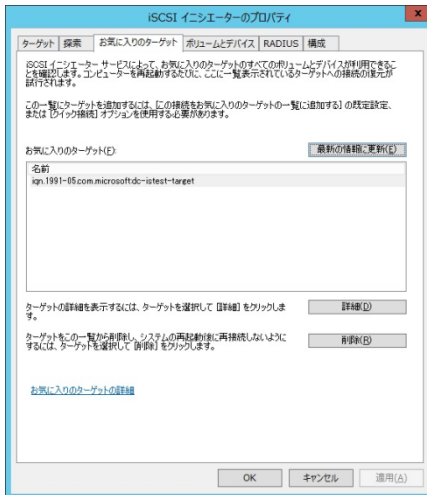 iSCSI イニシエーターのプロパティ
x
ターゲット 探索 お気に入りのターゲット ボリュームとデバイス RADIUS 構成
iSCSI イニシエーター サービスによって、お気に入りのターゲットのすべてのボリュームとデバイスが利用できるこ
とを確認します。コンピューターを再起動するたびに、ここに一覧表示されているターゲットへの接続の復元が
試行されます。
この一覧にターゲットを追加するには、[この接続をお気に入りのターゲットの一覧に追加する] の既定設定、
または [クイック接続] オプションを使用する必要があります。
お気に入りのターゲット(F):
最新の情報に更新(E)
名前
iqn.1991-05.com.microsoft:dc-istest-target
ターゲットの詳細を表示するには、ターゲットを選択して [詳細] をクリックしま
す。
詳細(D)
ターゲットをこの一覧から削除し、システムの再起動後に再接続しないように
するには、ターゲットを選択して [削除] をクリックします。
削除(R)
お気に入りのターゲットの詳細
OK キャンセル 適用(A)